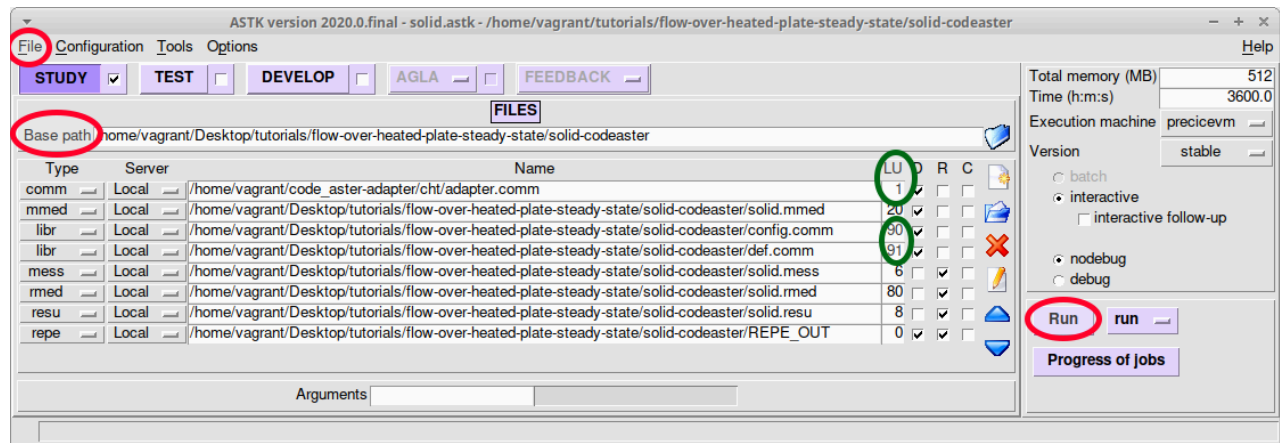 ASTK version 2020.0.final - solid.astk - /home/vagrant/tutorials/flow-over-heated-plate-steady-state/solid-codeaster
File Configuration Tools Options Help
STUDY TEST DEVELOP AGLA FEEDBACK
FILES
Base path home/vagrant/Desktop/tutorials/flow-over-heated-plate-steady-state/solid-codeaster
Type Server Name LU D R C
comm Local /home/vagrant/code_aster-adapter/cht/adapter.comm 1
mmed Local /home/vagrant/Desktop/tutorials/flow-over-heated-plate-steady-state/solid-codeaster/solid.mmed 20
libr Local /home/vagrant/Desktop/tutorials/flow-over-heated-plate-steady-state/solid-codeaster/config.comm 90
libr Local /home/vagrant/Desktop/tutorials/flow-over-heated-plate-steady-state/solid-codeaster/def.comm 91
mess Local /home/vagrant/Desktop/tutorials/flow-over-heated-plate-steady-state/solid-codeaster/solid.mess 6
rmed Local /home/vagrant/Desktop/tutorials/flow-over-heated-plate-steady-state/solid-codeaster/solid.rmed 80
resu Local /home/vagrant/Desktop/tutorials/flow-over-heated-plate-steady-state/solid-codeaster/solid.resu 8
repe Local /home/vagrant/Desktop/tutorials/flow-over-heated-plate-steady-state/solid-codeaster/REPE_OUT 0
Arguments
Total memory (MB) 512
Time (h:m:s) 3600.0
Execution machine precicevm
Version stable
batch
interactive
interactive follow-up
nodebug
debug
Run run
Progress of jobs